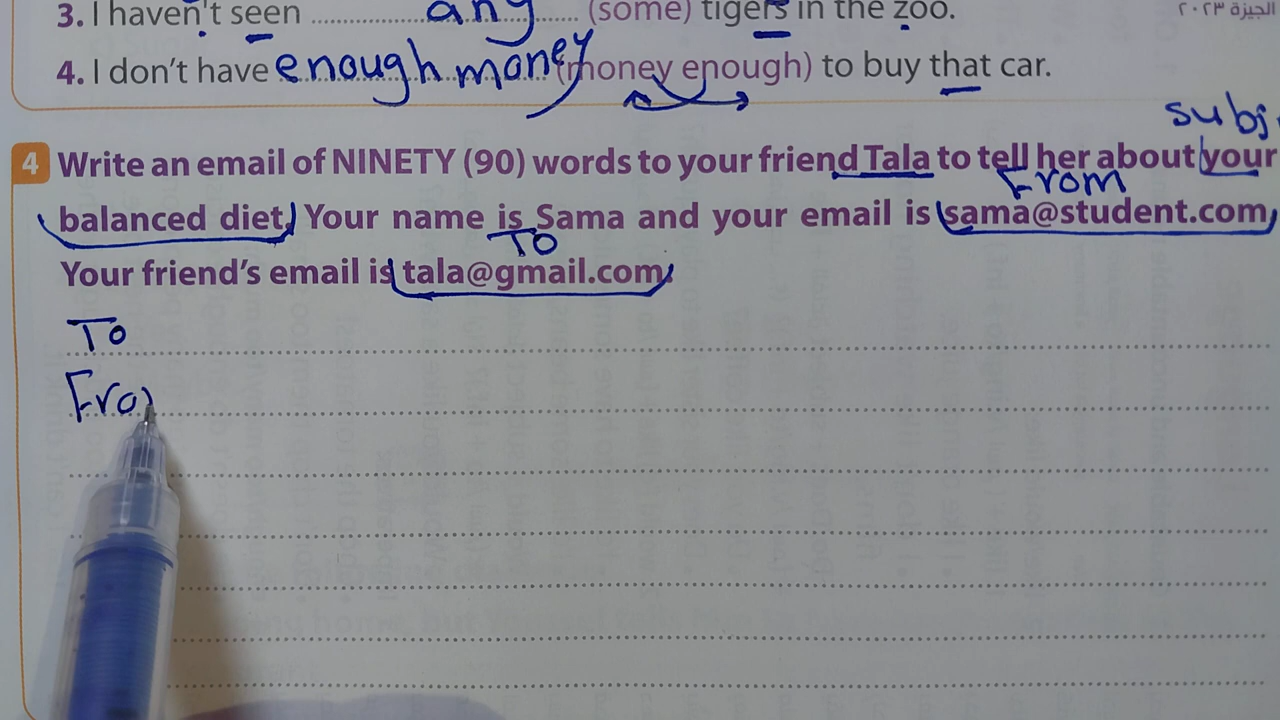 3. I haven't seen .......... any .......... (some) tigers in the zoo.
الجيزة ٢٠٢٣
4. I don't have enough money (money enough) to buy that car.
subj
4 Write an email of NINETY (90) words to your friend Tala to tell her about your
From
balanced diet. Your name is Sama and your email is sama@student.com,
To
Your friend's email is tala@gmail.com.
To
From